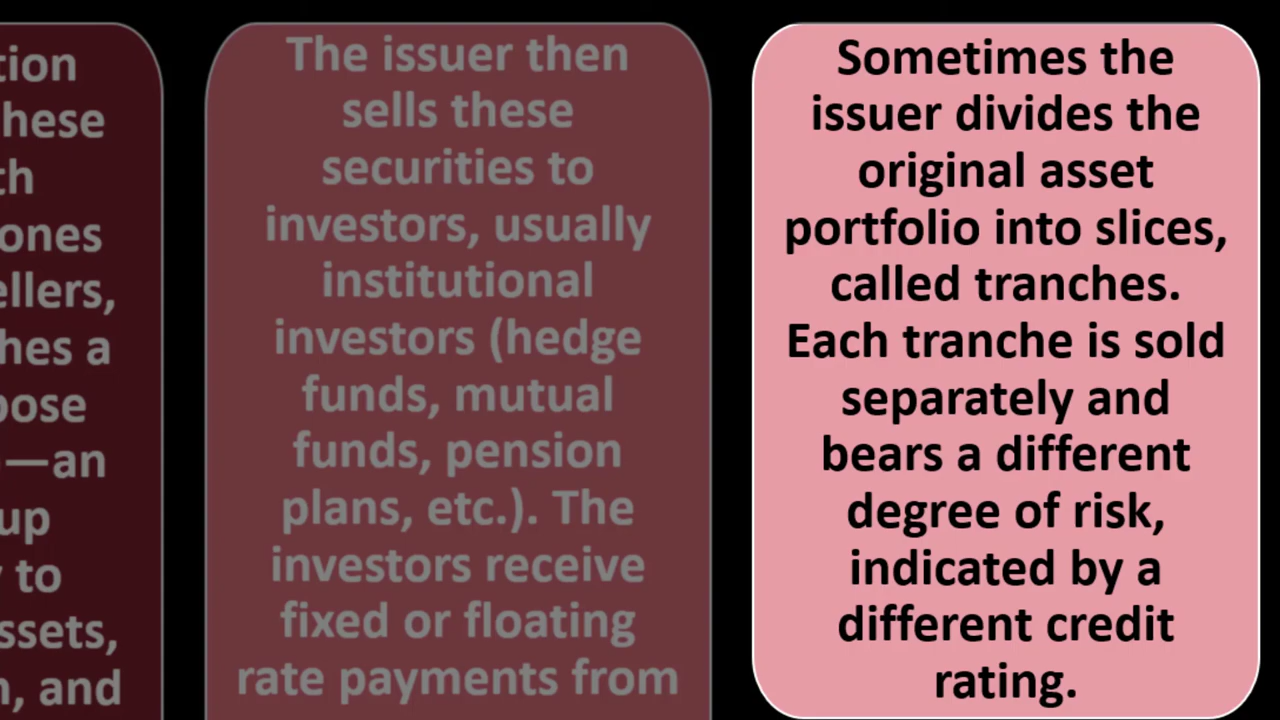 tion
hese
th
ones
ellers,
hes a
pose
—an
up
to
ssets,
n, and
The issuer then
sells these
securities to
investors, usually
institutional
investors (hedge
funds, mutual
funds, pension
plans, etc.). The
investors receive
fixed or floating
rate payments from
Sometimes the
issuer divides the
original asset
portfolio into slices,
called tranches.
Each tranche is sold
separately and
bears a different
degree of risk,
indicated by a
different credit
rating.